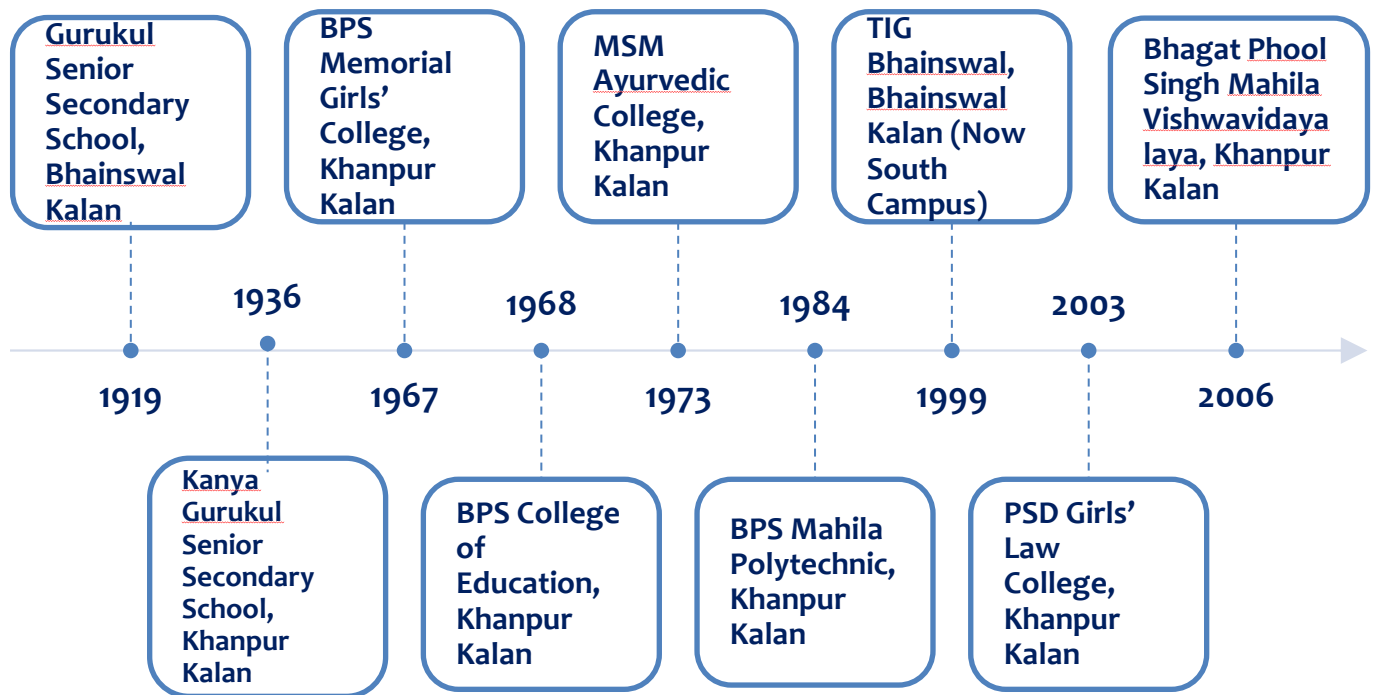 Gurukul
Senior
Secondary
School,
Bhainswal
Kalan
BPS
Memorial
Girls’
College,
Khanpur
Kalan
MSM
Ayurvedic
College,
Khanpur
Kalan
TIG
Bhainswal,
Bhainswal
Kalan (Now
South
Campus)
Bhagat Phool
Singh Mahila
Vishwavidaya
laya, Khanpur
Kalan
1936
1968
1984
2003
1919
1967
1973
1999
2006
Kanya
Gurukul
Senior
Secondary
School,
Khanpur
Kalan
BPS College
of
Education,
Khanpur
Kalan
BPS Mahila
Polytechnic,
Khanpur
Kalan
PSD Girls’
Law
College,
Khanpur
Kalan